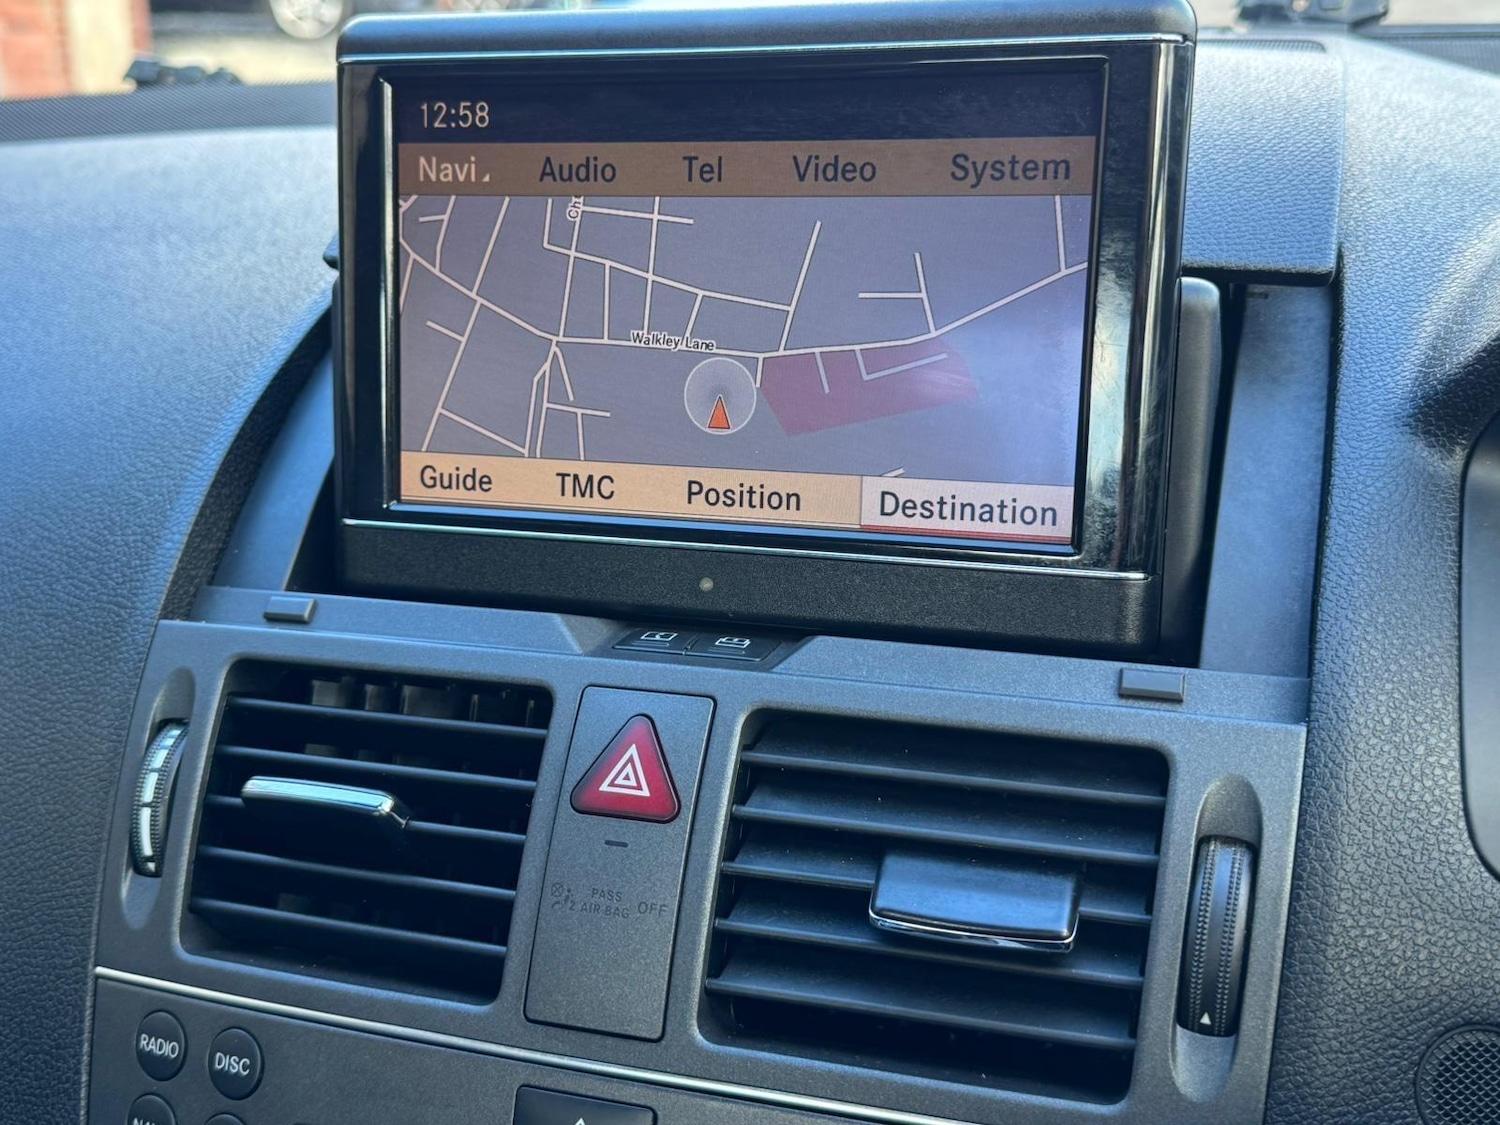 12:58
Navi Audio Tel Video System
Walkley Lane
Guide TMC Position Destination
PASS
AIR BAG OFF
RADIO
DISC